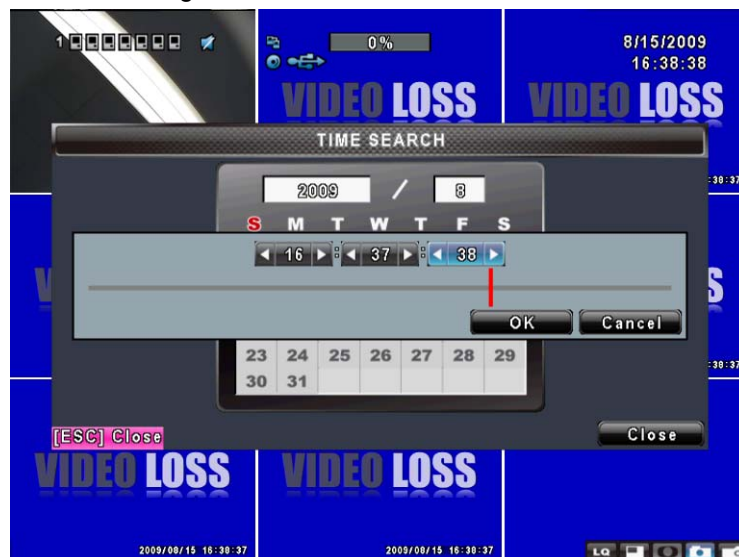 1
0%
8/15/2009
16:38:38
VIDEO LOSS
VIDEO LOSS
TIME SEARCH
2009 / 8
S M T W T F S
16 : 37 : 38
OK Cancel
23 24 25 26 27 28 29
30 31
[ESC] Close
Close
VIDEO LOSS
VIDEO LOSS
2009/08/15 16:38:37
2009/08/15 16:38:37
LQ